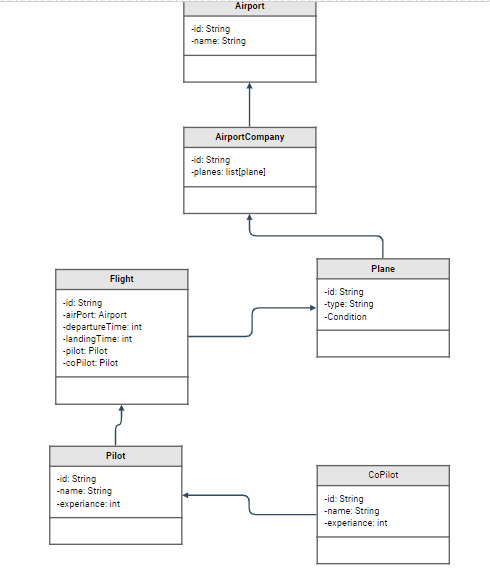 Airport
-id: String
-name: String
AirportCompany
-id: String
-planes: list[plane]
Plane
-id: String
-type: String
-Condition
Flight
-id: String
-airPort: Airport
-departureTime: int
-landingTime: int
-pilot: Pilot
-coPilot: Pilot
Pilot
-id: String
-name: String
-experiance: int
CoPilot
-id: String
-name: String
-experiance: int